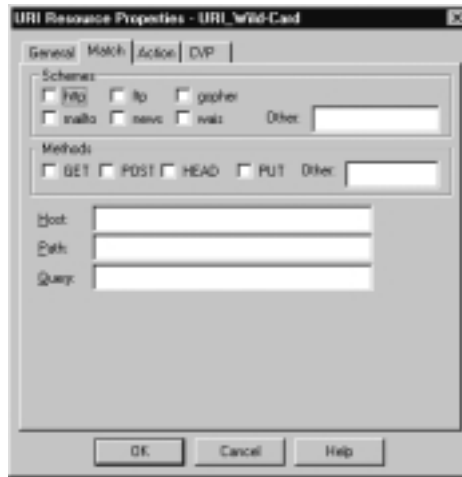 URI Resource Properties - URI_Wild-Card
General Match Action CVP
Schemes
http ftp gopher
mailto news wais Other:
Methods
GET POST HEAD PUT Other:
Host:
Path:
Query:
OK Cancel Help